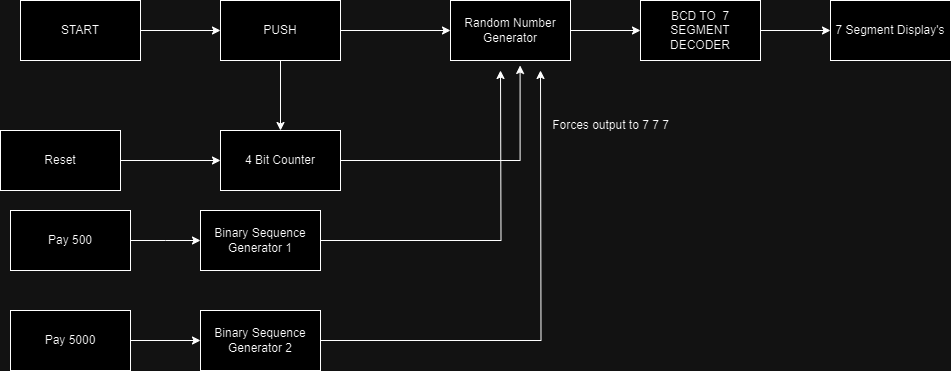 START
PUSH
Random Number
Generator
BCD TO 7
SEGMENT
DECODER
7 Segment Display's
Forces output to 7 7 7
Reset
4 Bit Counter
Pay 500
Binary Sequence
Generator 1
Pay 5000
Binary Sequence
Generator 2